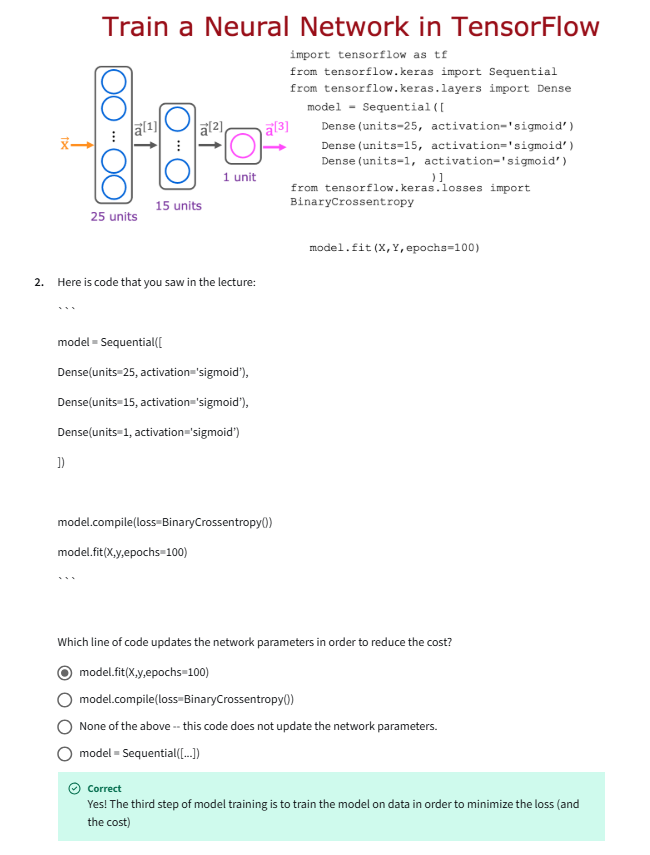 Train a Neural Network in TensorFlow
import tensorflow as tf
from tensorflow.keras import Sequential
from tensorflow.keras.layers import Dense
model = Sequential([
Dense(units=25, activation='sigmoid’)
Dense(units=15, activation='sigmoid’)
Dense(units=1, activation='sigmoid’)
)]
from tensorflow.keras.losses import
BinaryCrossentropy
model.fit(X,Y,epochs=100)
x⃗
⋮
a⃗[1]
⋮
a⃗[2]
a⃗[3]
1 unit
15 units
25 units
2. Here is code that you saw in the lecture:
```
model = Sequential([
Dense(units=25, activation='sigmoid’),
Dense(units=15, activation='sigmoid’),
Dense(units=1, activation='sigmoid’)
])
model.compile(loss=BinaryCrossentropy())
model.fit(X,y,epochs=100)
```
Which line of code updates the network parameters in order to reduce the cost?
model.fit(X,y,epochs=100)
model.compile(loss=BinaryCrossentropy())
None of the above -- this code does not update the network parameters.
model = Sequential([...])
Correct
Yes! The third step of model training is to train the model on data in order to minimize the loss (and
the cost)